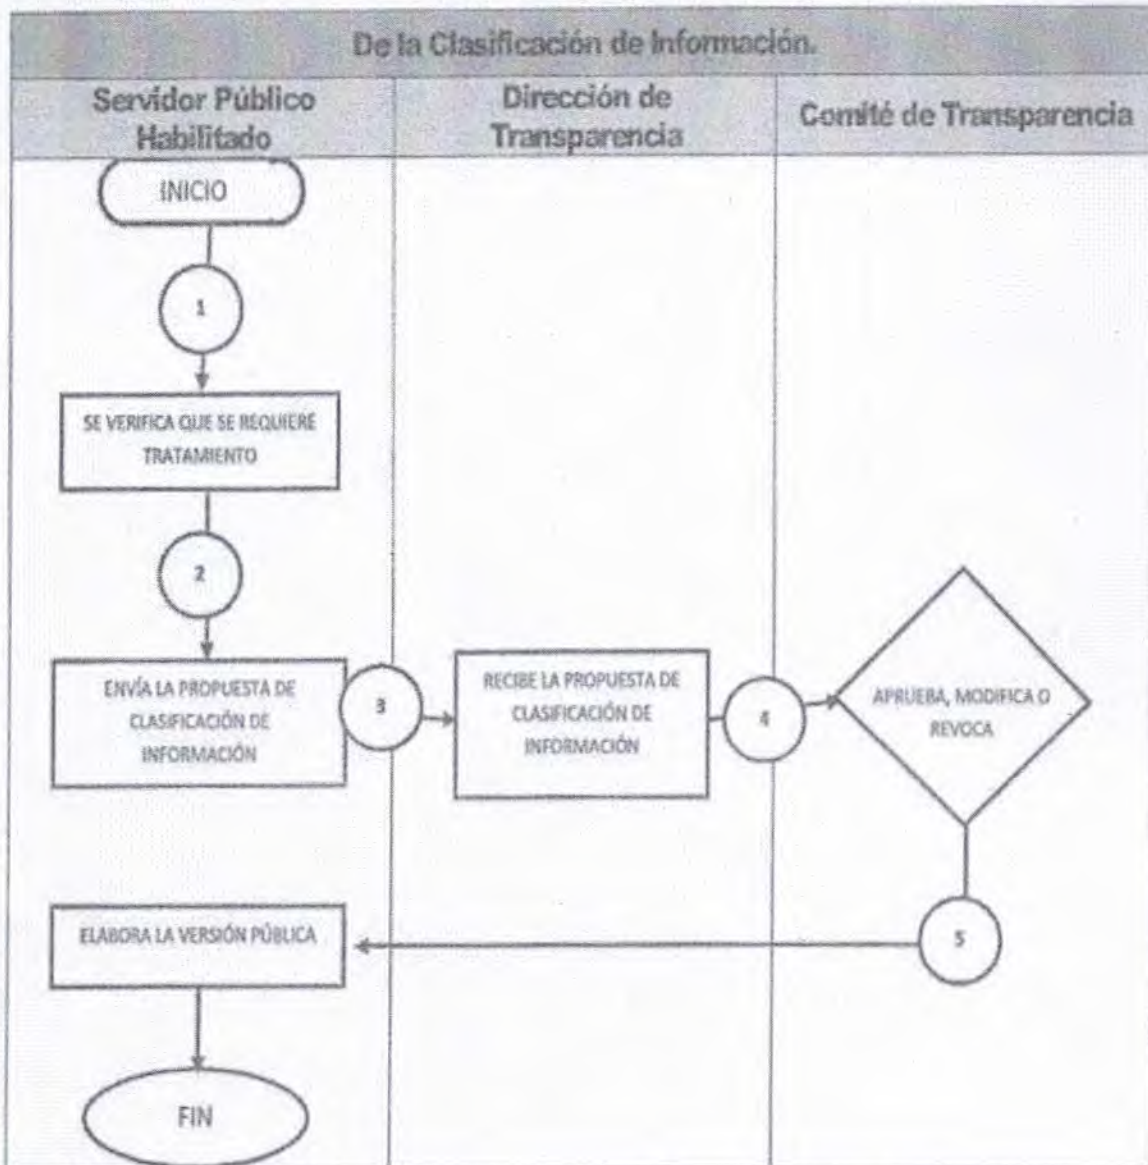 De la Clasificación de Información.
Servidor Público
Habilitado
Dirección de
Transparencia
Comité de Transparencia
INICIO
1
SE VERIFICA QUE SE REQUIERE
TRATAMIENTO
2
ENVÍA LA PROPUESTA DE
CLASIFICACIÓN DE
INFORMACIÓN
3
RECIBE LA PROPUESTA DE
CLASIFICACIÓN DE
INFORMACIÓN
4
APRUEBA, MODIFICA O
REVOCA
5
ELABORA LA VERSIÓN PÚBLICA
FIN